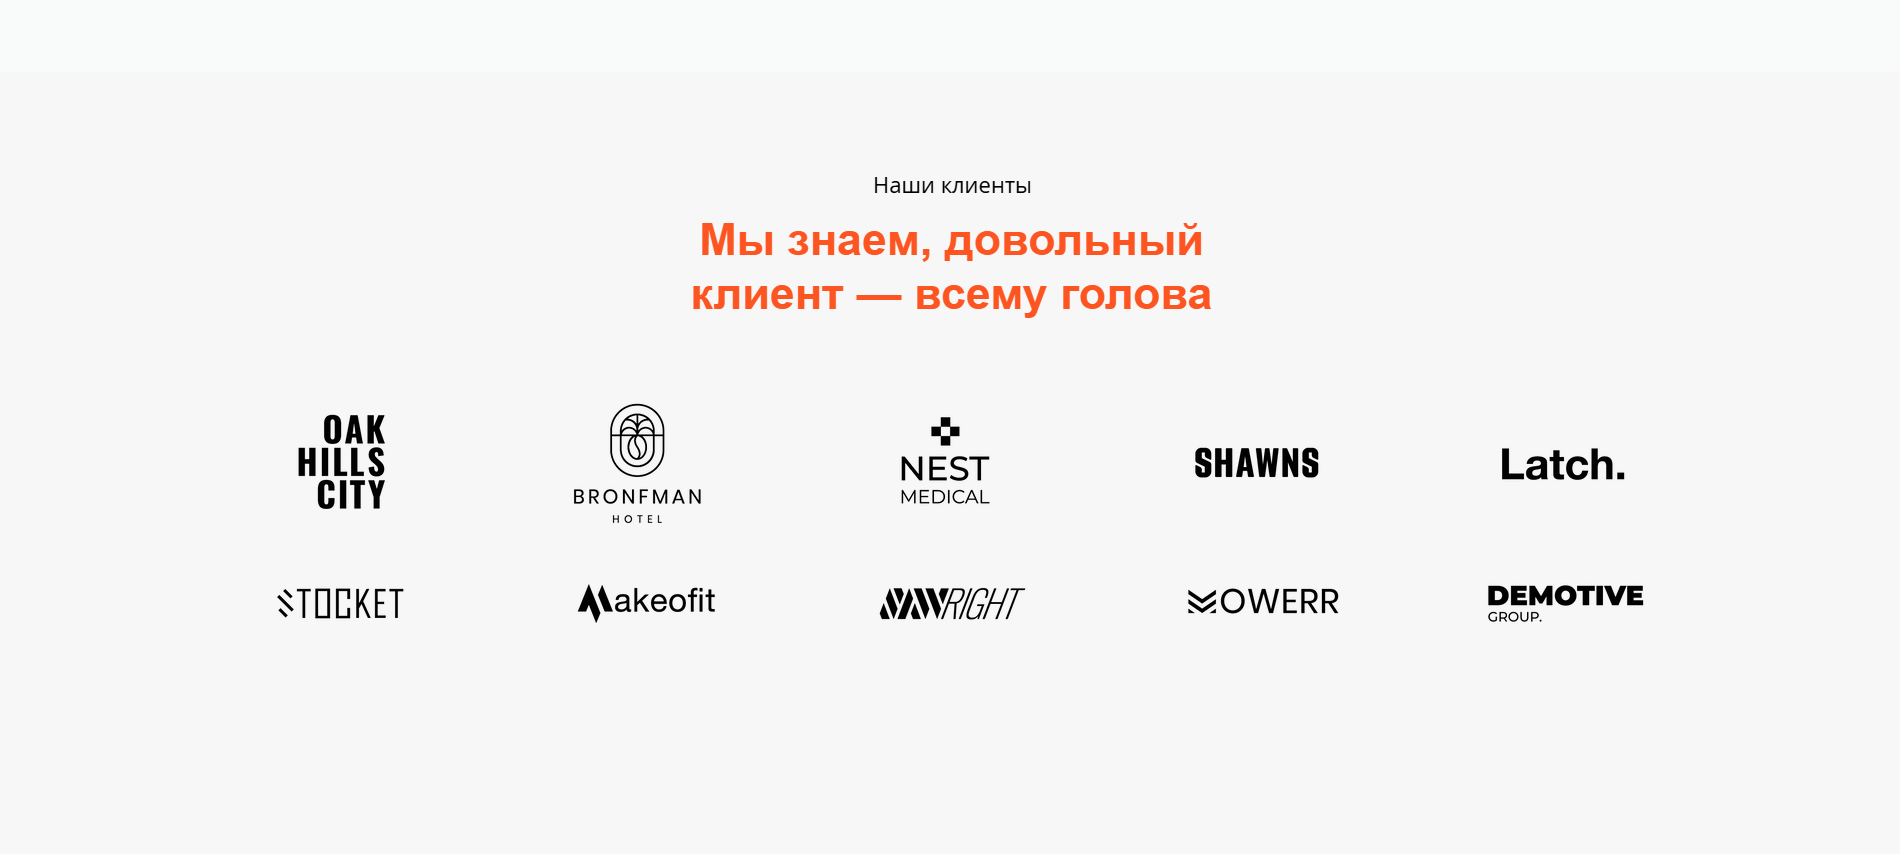 Наши клиенты
Мы знаем, довольный
клиент — всему голова
OAK
HILLS
CITY
BRONFMAN
HOTEL
NEST
MEDICAL
SHAWNS
Latch.
STOCKET
Makeofit
SAWRIGHT
OWERR
DEMOTIVE
GROUP.